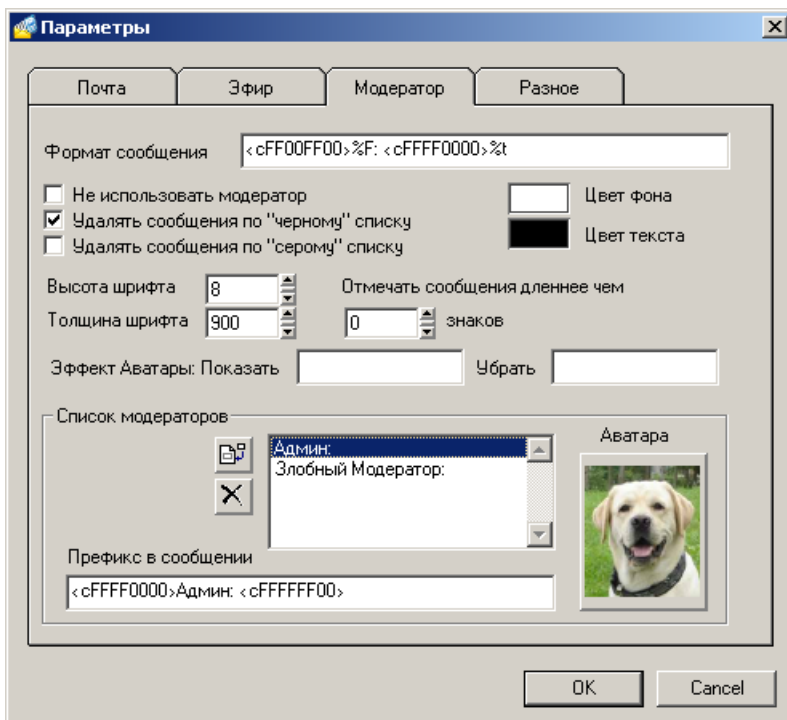 Параметры
Почта Эфир Модератор Разное
Формат сообщения <cFF00FF00>%F: <cFFFF0000>%t
Не использовать модератор
Удалять сообщения по "черному" списку
Удалять сообщения по "серому" списку
Цвет фона
Цвет текста
Высота шрифта 8 Отмечать сообщения дленнее чем
Толщина шрифта 900 0 знаков
Эффект Аватары: Показать Убрать
Список модераторов
Админ:
Злобный Модератор:
Аватара
Префикс в сообщении
<cFFFF0000>Админ: <cFFFFFF00>
OK Cancel